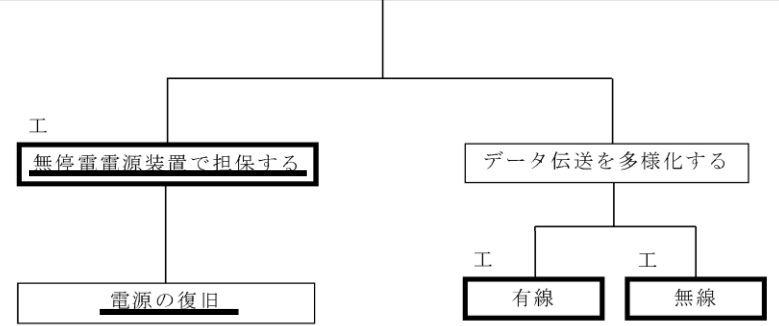 工
無停電電源装置で担保する
データ伝送を多様化する
工
工
電源の復旧
有線
無線